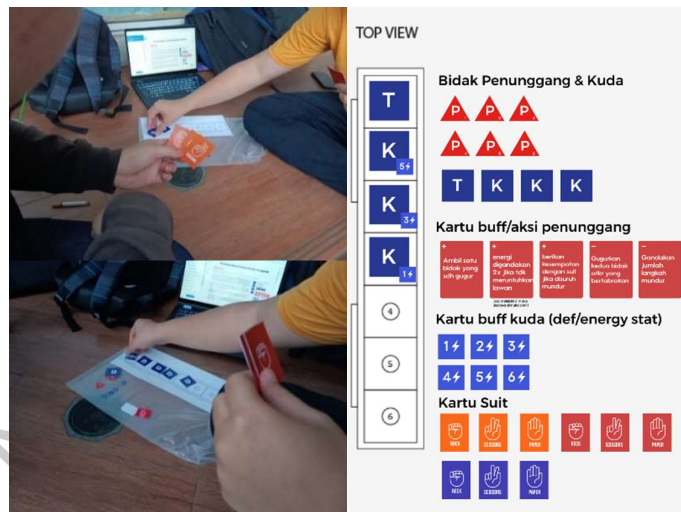 TOP VIEW
T
K
5⚡
K
3⚡
K
1⚡
4
5
6
Bidak Penunggang & Kuda
P P P
P P P
T K K K
Kartu buff/aksi penunggang
+
Ambil satu
bidak yang
sdh gugur
+
energi
digandakan
2x jika tdk
meruntuhkan
lawan
+
berikan
kesempatan
dengan suit
jika disuruh
mundur
–
Gugurkan
kedua bidak
yang
bertabrakan
–
Gandakan
jumlah
langkah
mundur
Kartu buff kuda (def/energy stat)
1⚡ 2⚡ 3⚡
4⚡ 5⚡ 6⚡
Kartu Suit
ROCK SCISSORS PAPER ROCK SCISSORS PAPER
ROCK SCISSORS PAPER